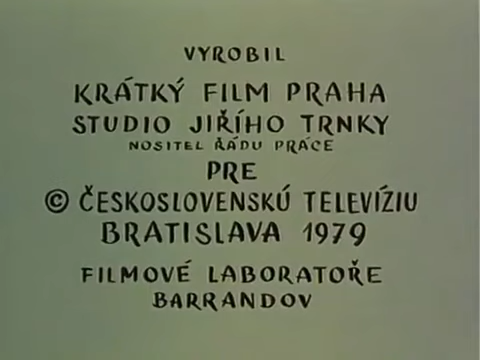 VYROBIL
KRÁTKÝ FILM PRAHA
STUDIO JIŘÍHO TRNKY
NOSITEL ŘÁDU PRÁCE
PRE
© ČESKOSLOVENSKÚ TELEVÍZIU
BRATISLAVA 1979
FILMOVÉ LABORATOŘE
BARRANDOV